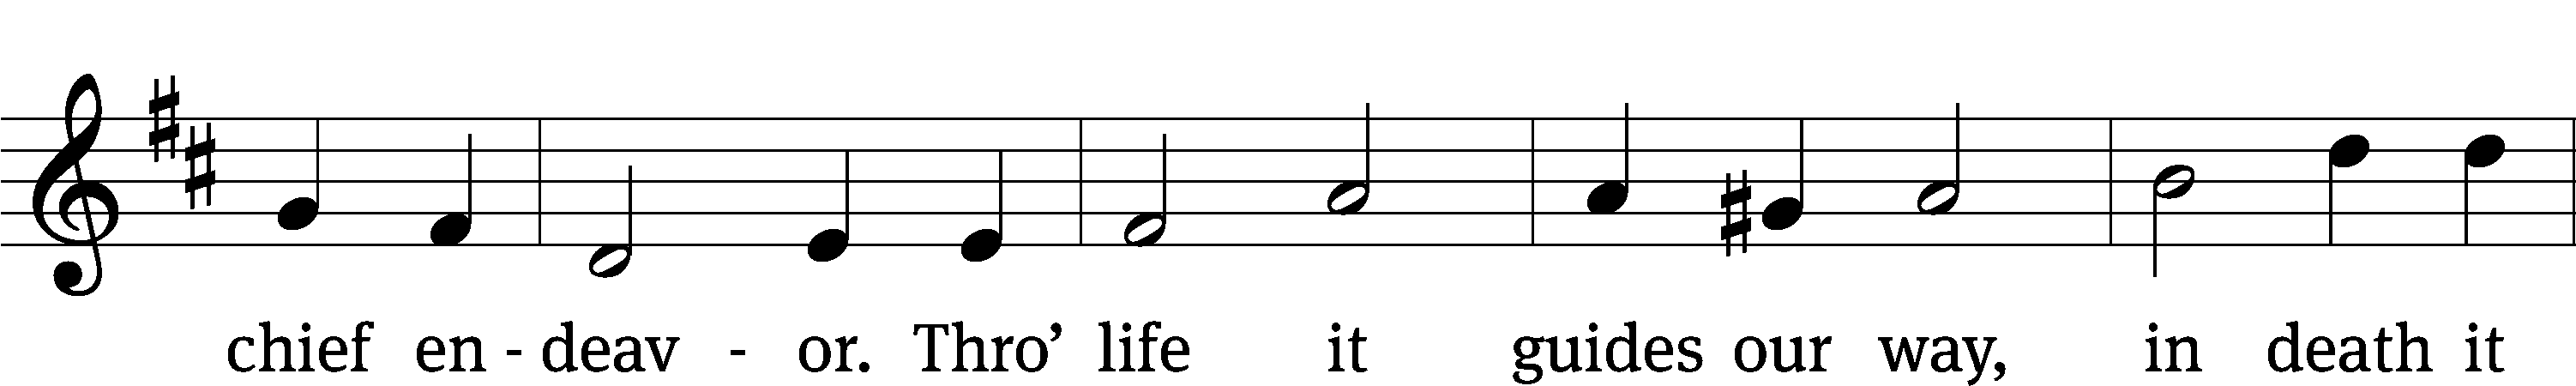 chief en - deav - or. Thro’ life it guides our way, in death it